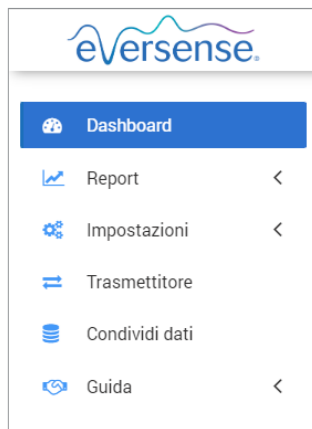 eversense.
Dashboard
Report
Impostazioni
Trasmettitore
Condividi dati
Guida